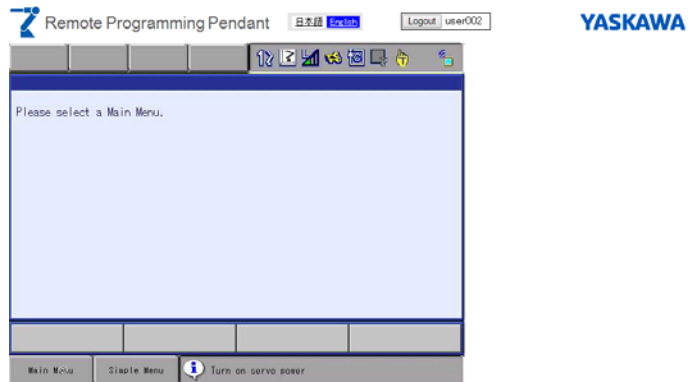 Remote Programming Pendant 日本語 English Logout user002 YASKAWA
Please select a Main Menu.
Main Menu Simple Menu Turn on servo power